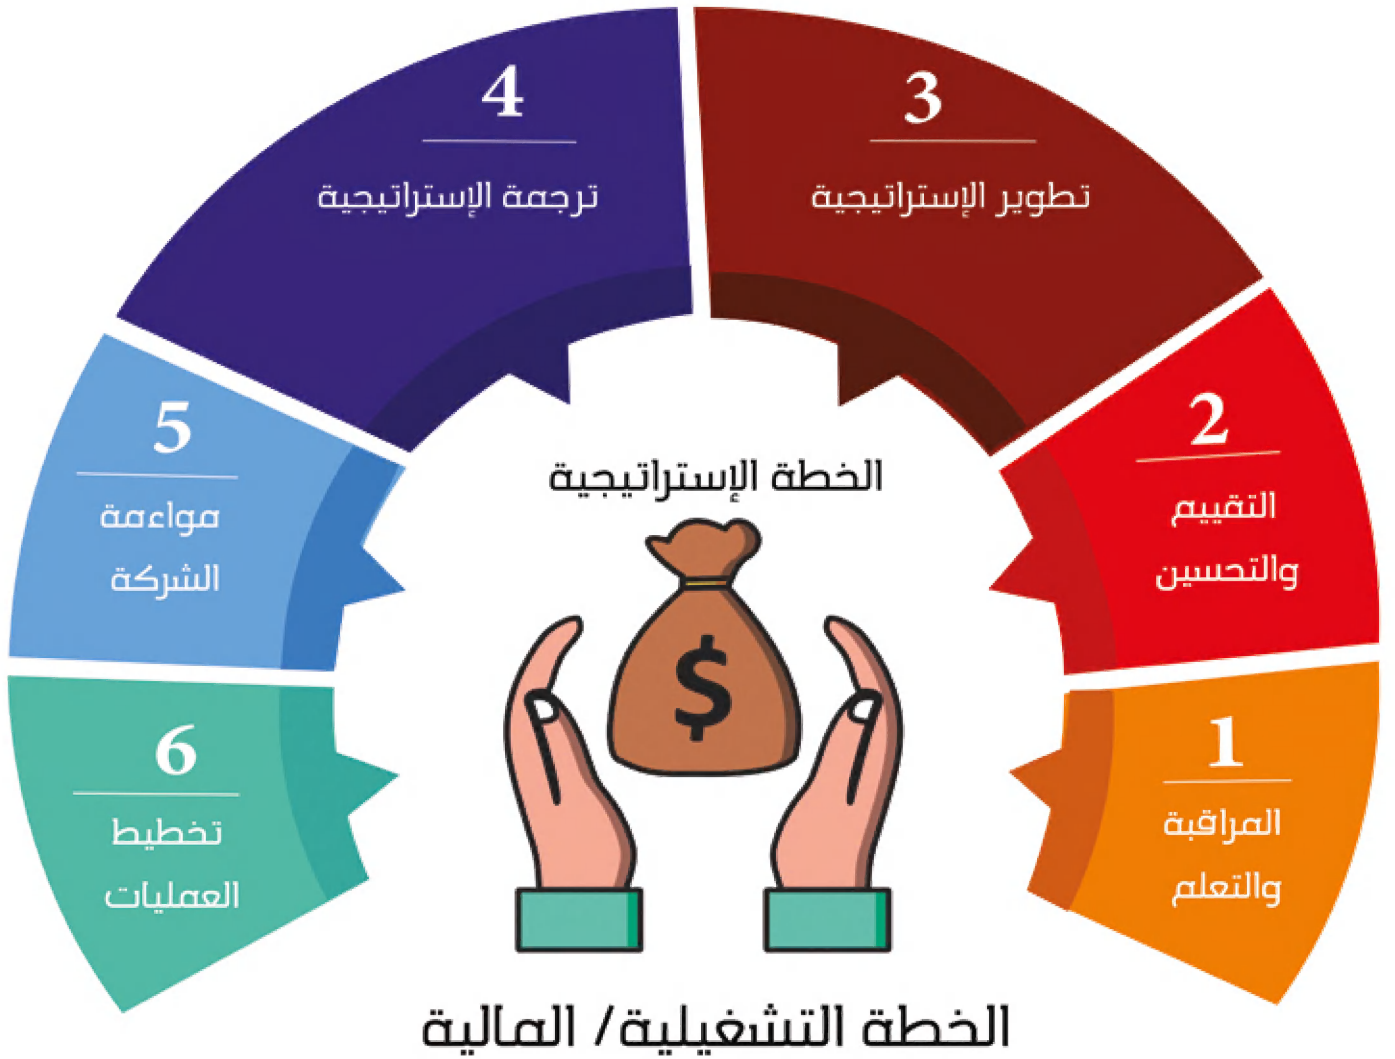 1
المراقبة
والتعلم
2
التقييم
والتحسين
3
تطوير الإستراتيجية
4
ترجمة الإستراتيجية
5
مواءمة
الشركة
6
تخطيط
العمليات
الخطة الإستراتيجية
$
الخطة التشغيلية/ المالية